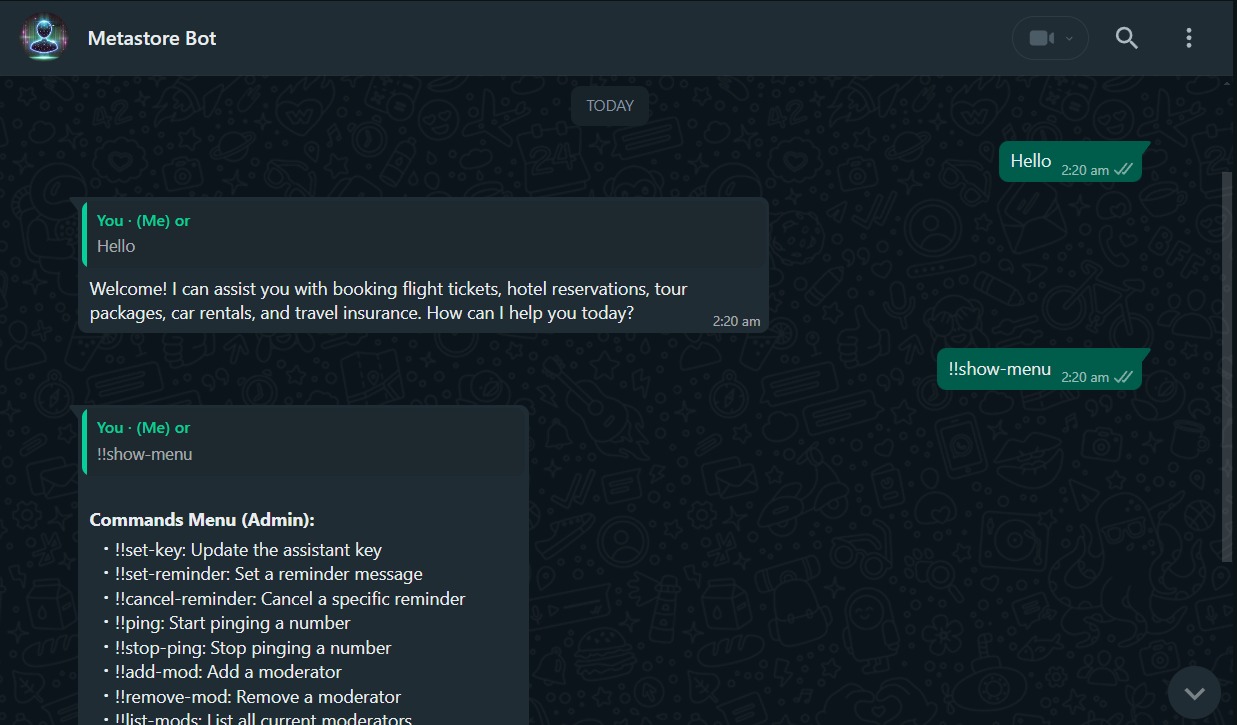 Metastore Bot
TODAY
Hello 2:20 am
You · (Me) or
Hello
Welcome! I can assist you with booking flight tickets, hotel reservations, tour
packages, car rentals, and travel insurance. How can I help you today?
2:20 am
!!show-menu 2:20 am
You · (Me) or
!!show-menu
Commands Menu (Admin):
• !!set-key: Update the assistant key
• !!set-reminder: Set a reminder message
• !!cancel-reminder: Cancel a specific reminder
• !!ping: Start pinging a number
• !!stop-ping: Stop pinging a number
• !!add-mod: Add a moderator
• !!remove-mod: Remove a moderator
• !!list-mods: List all current moderators